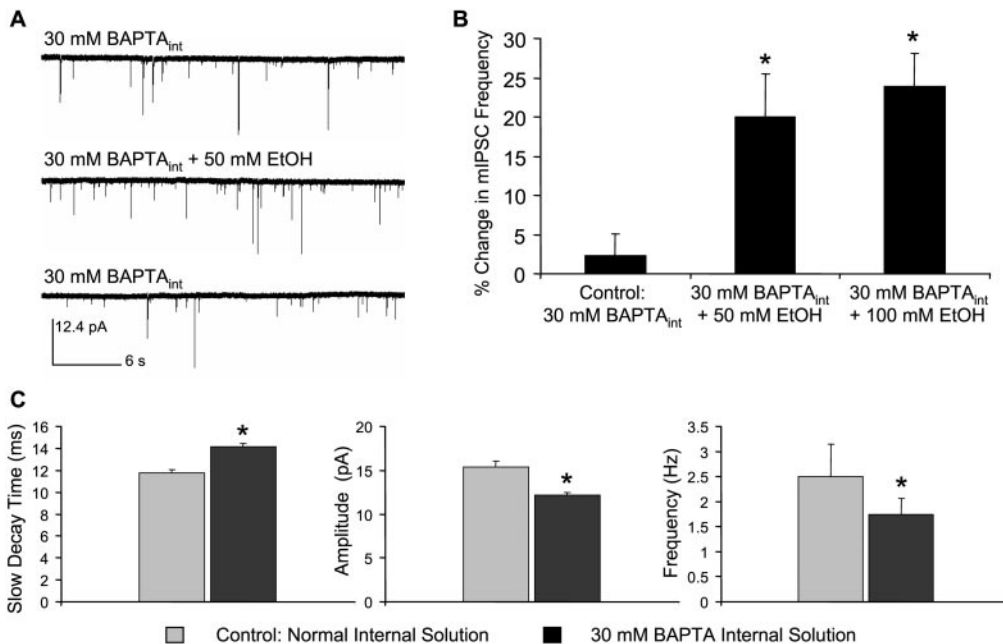 A
30 mM BAPTAint
30 mM BAPTAint + 50 mM EtOH
30 mM BAPTAint
12.4 pA
6 s
B
% Change in mIPSC Frequency
30
25
20
15
10
5
0
*
*
Control:
30 mM BAPTAint
30 mM BAPTAint
+ 50 mM EtOH
30 mM BAPTAint
+ 100 mM EtOH
C
Slow Decay Time (ms)
16
14
12
10
8
6
4
2
0
*
Amplitude (pA)
20
15
10
5
0
*
Frequency (Hz)
3.5
3
2.5
2
1.5
1
0.5
0
*
Control: Normal Internal Solution
30 mM BAPTA Internal Solution